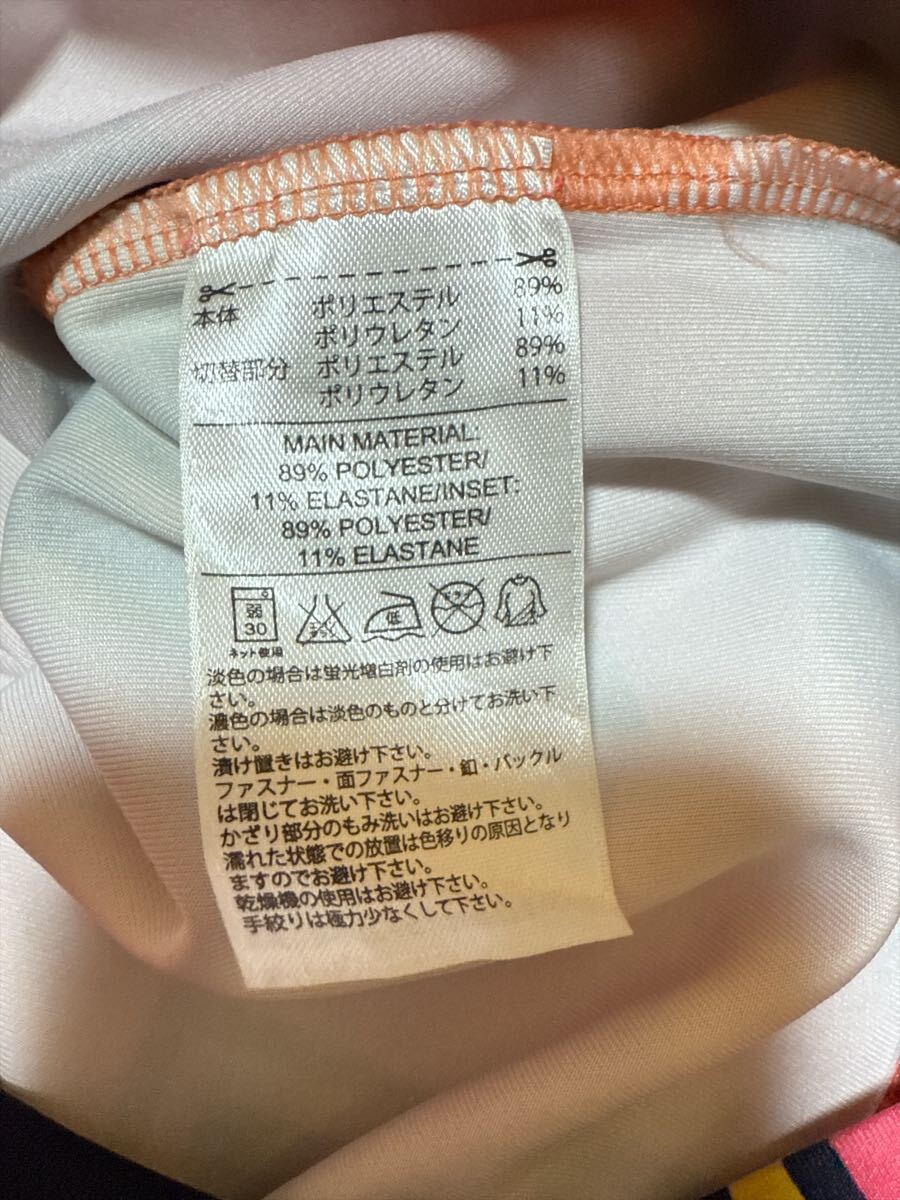 本体 ポリエステル 89%
ポリウレタン 11%
切替部分 ポリエステル 89%
ポリウレタン 11%
MAIN MATERIAL:
89% POLYESTER/
11% ELASTANE/INSET:
89% POLYESTER/
11% ELASTANE
弱
30
ネット使用
低
淡色の場合は蛍光増白剤の使用はお避け下
さい。
濃色の場合は淡色のものと分けてお洗い下
さい。
漬け置きはお避け下さい。
ファスナー・面ファスナー・釦・バックル
は閉じてお洗い下さい。
かざり部分のもみ洗いはお避け下さい。
濡れた状態での放置は色移りの原因となり
ますのでお避け下さい。
乾燥機の使用はお避け下さい。
手絞りは極力少なくして下さい。